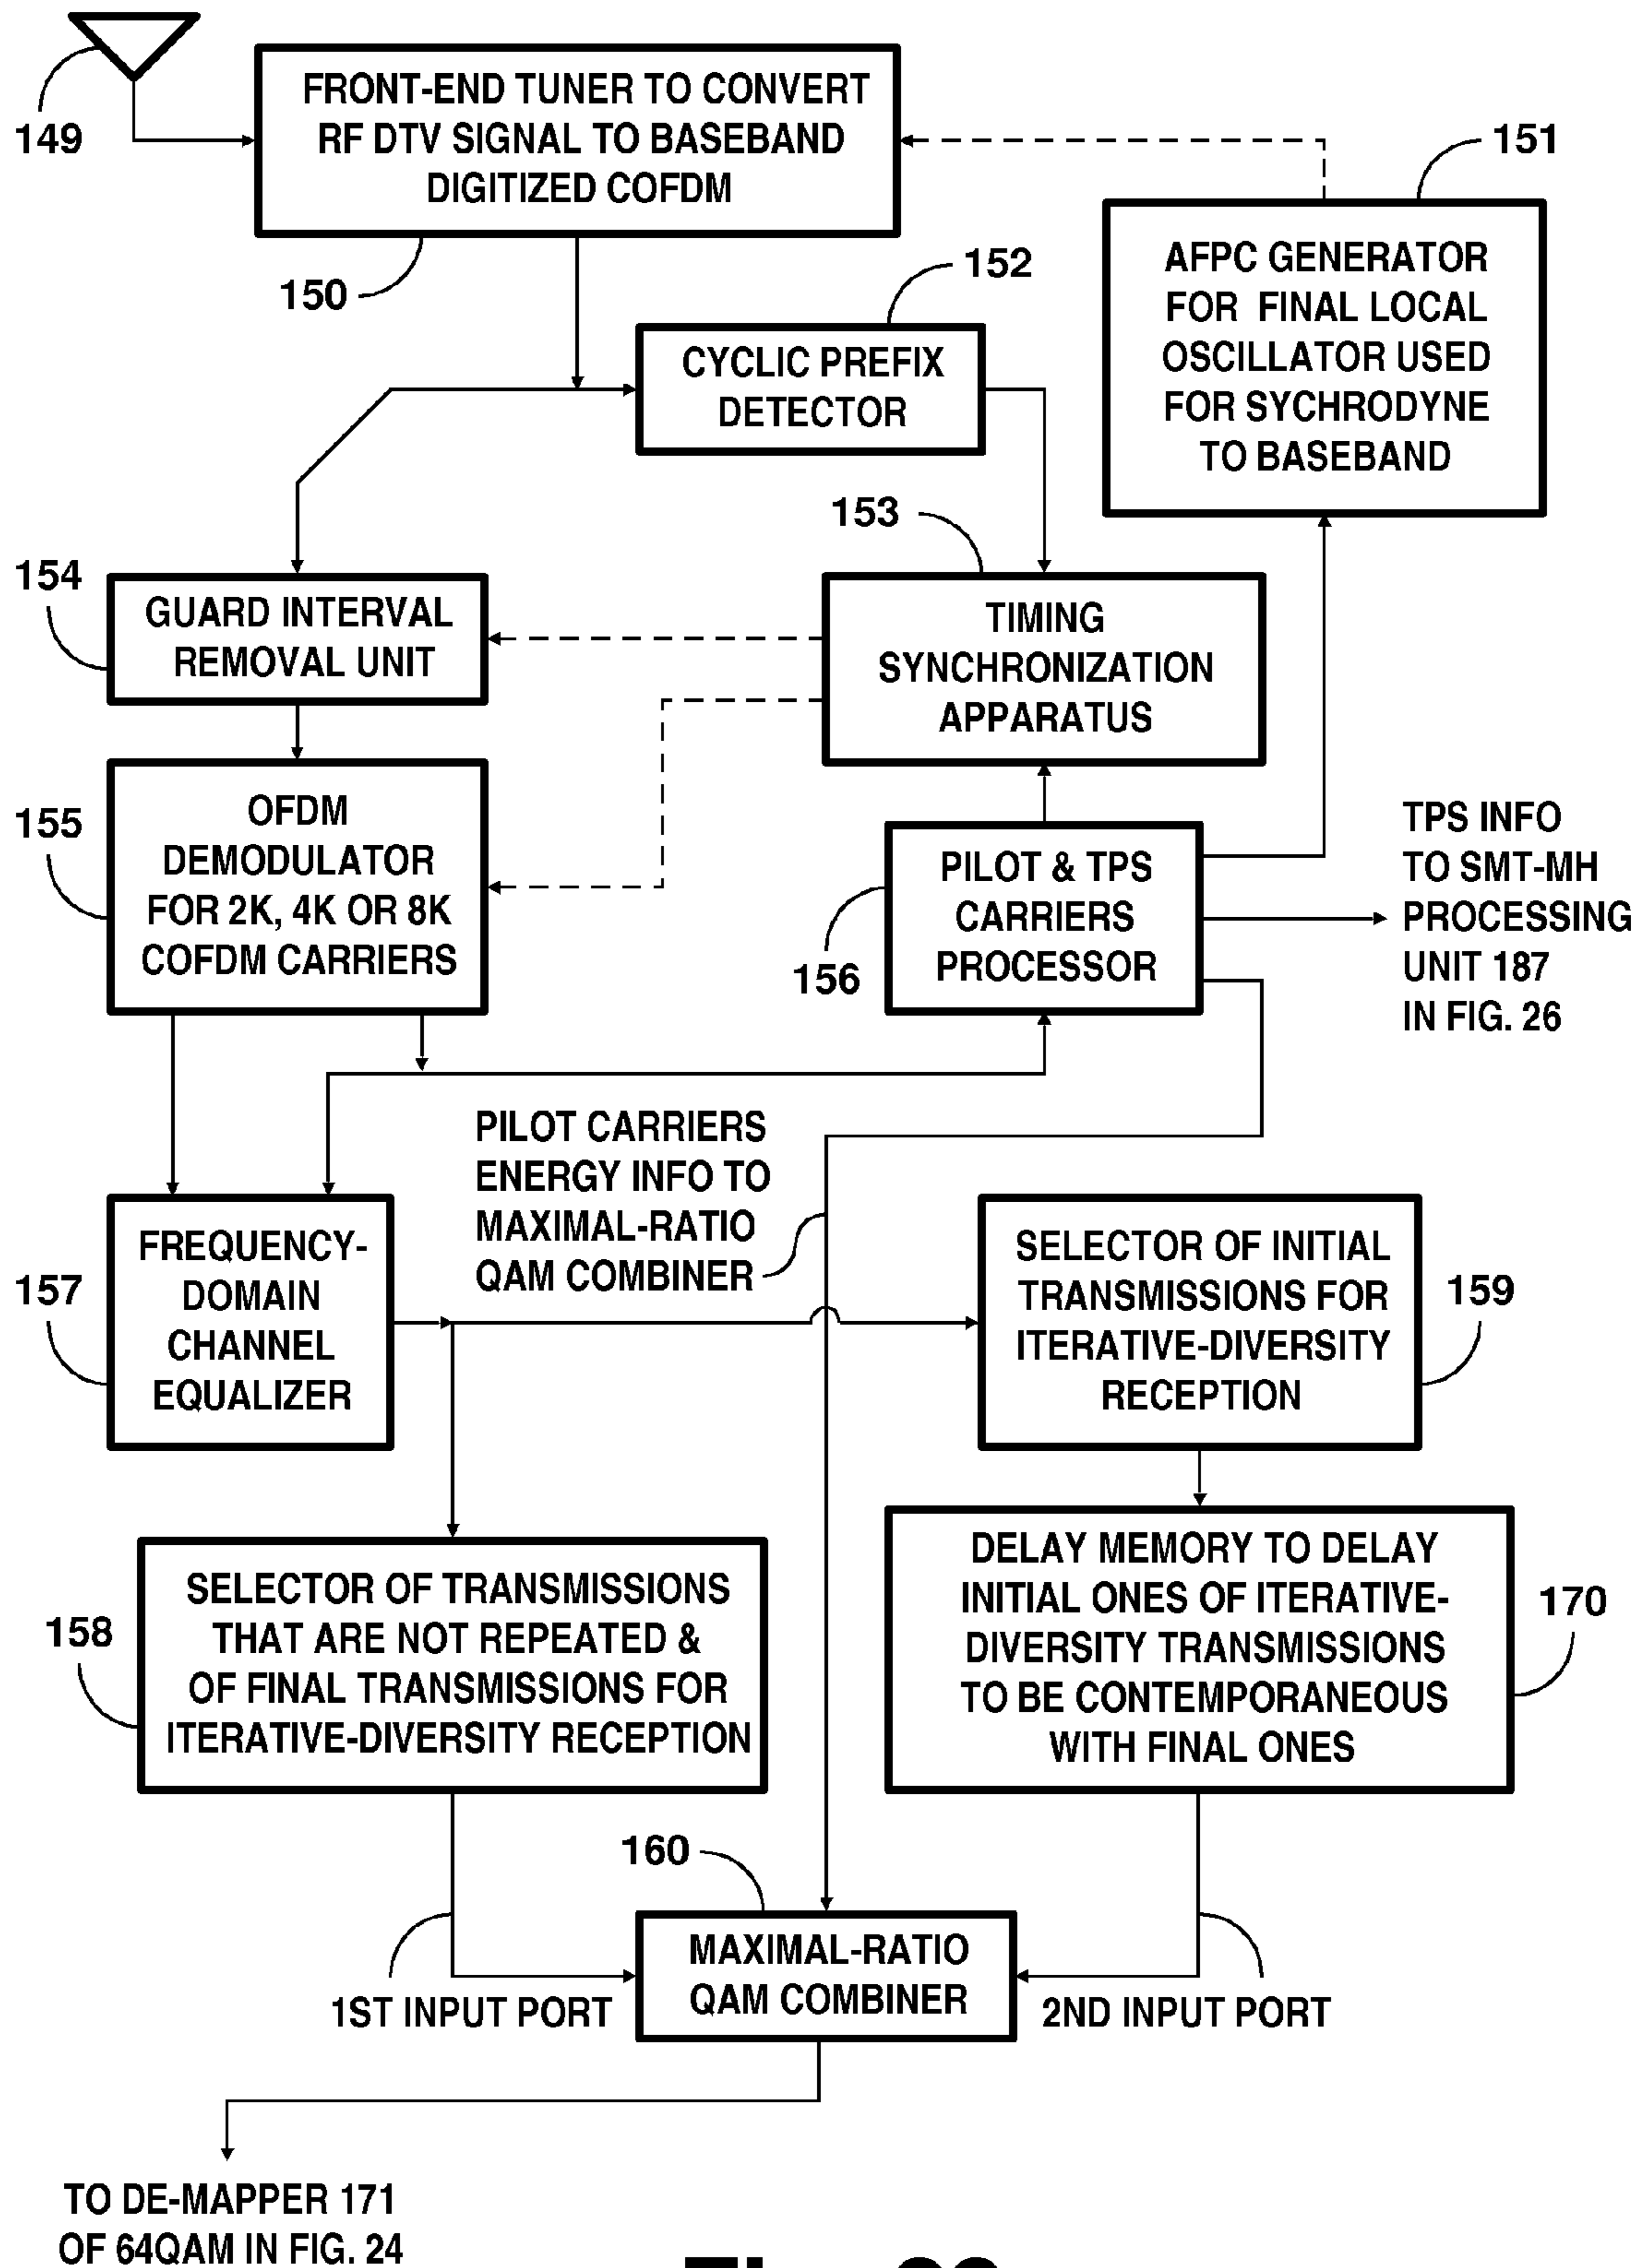 149
FRONT-END TUNER TO CONVERT
RF DTV SIGNAL TO BASEBAND
DIGITIZED COFDM
150
151
AFPC GENERATOR
FOR FINAL LOCAL
OSCILLATOR USED
FOR SYCHRODYNE
TO BASEBAND
152
CYCLIC PREFIX
DETECTOR
153
TIMING
SYNCHRONIZATION
APPARATUS
154
GUARD INTERVAL
REMOVAL UNIT
155
OFDM
DEMODULATOR
FOR 2K, 4K OR 8K
COFDM CARRIERS
156
PILOT & TPS
CARRIERS
PROCESSOR
TPS INFO
TO SMT-MH
PROCESSING
UNIT 187
IN FIG. 26
PILOT CARRIERS
ENERGY INFO TO
MAXIMAL-RATIO
QAM COMBINER
157
FREQUENCY-
DOMAIN
CHANNEL
EQUALIZER
SELECTOR OF INITIAL
TRANSMISSIONS FOR
ITERATIVE-DIVERSITY
RECEPTION
159
158
SELECTOR OF TRANSMISSIONS
THAT ARE NOT REPEATED &
OF FINAL TRANSMISSIONS FOR
ITERATIVE-DIVERSITY RECEPTION
DELAY MEMORY TO DELAY
INITIAL ONES OF ITERATIVE-
DIVERSITY TRANSMISSIONS
TO BE CONTEMPORANEOUS
WITH FINAL ONES
170
160
MAXIMAL-RATIO
QAM COMBINER
1ST INPUT PORT
2ND INPUT PORT
TO DE-MAPPER 171
OF 64QAM IN FIG. 24